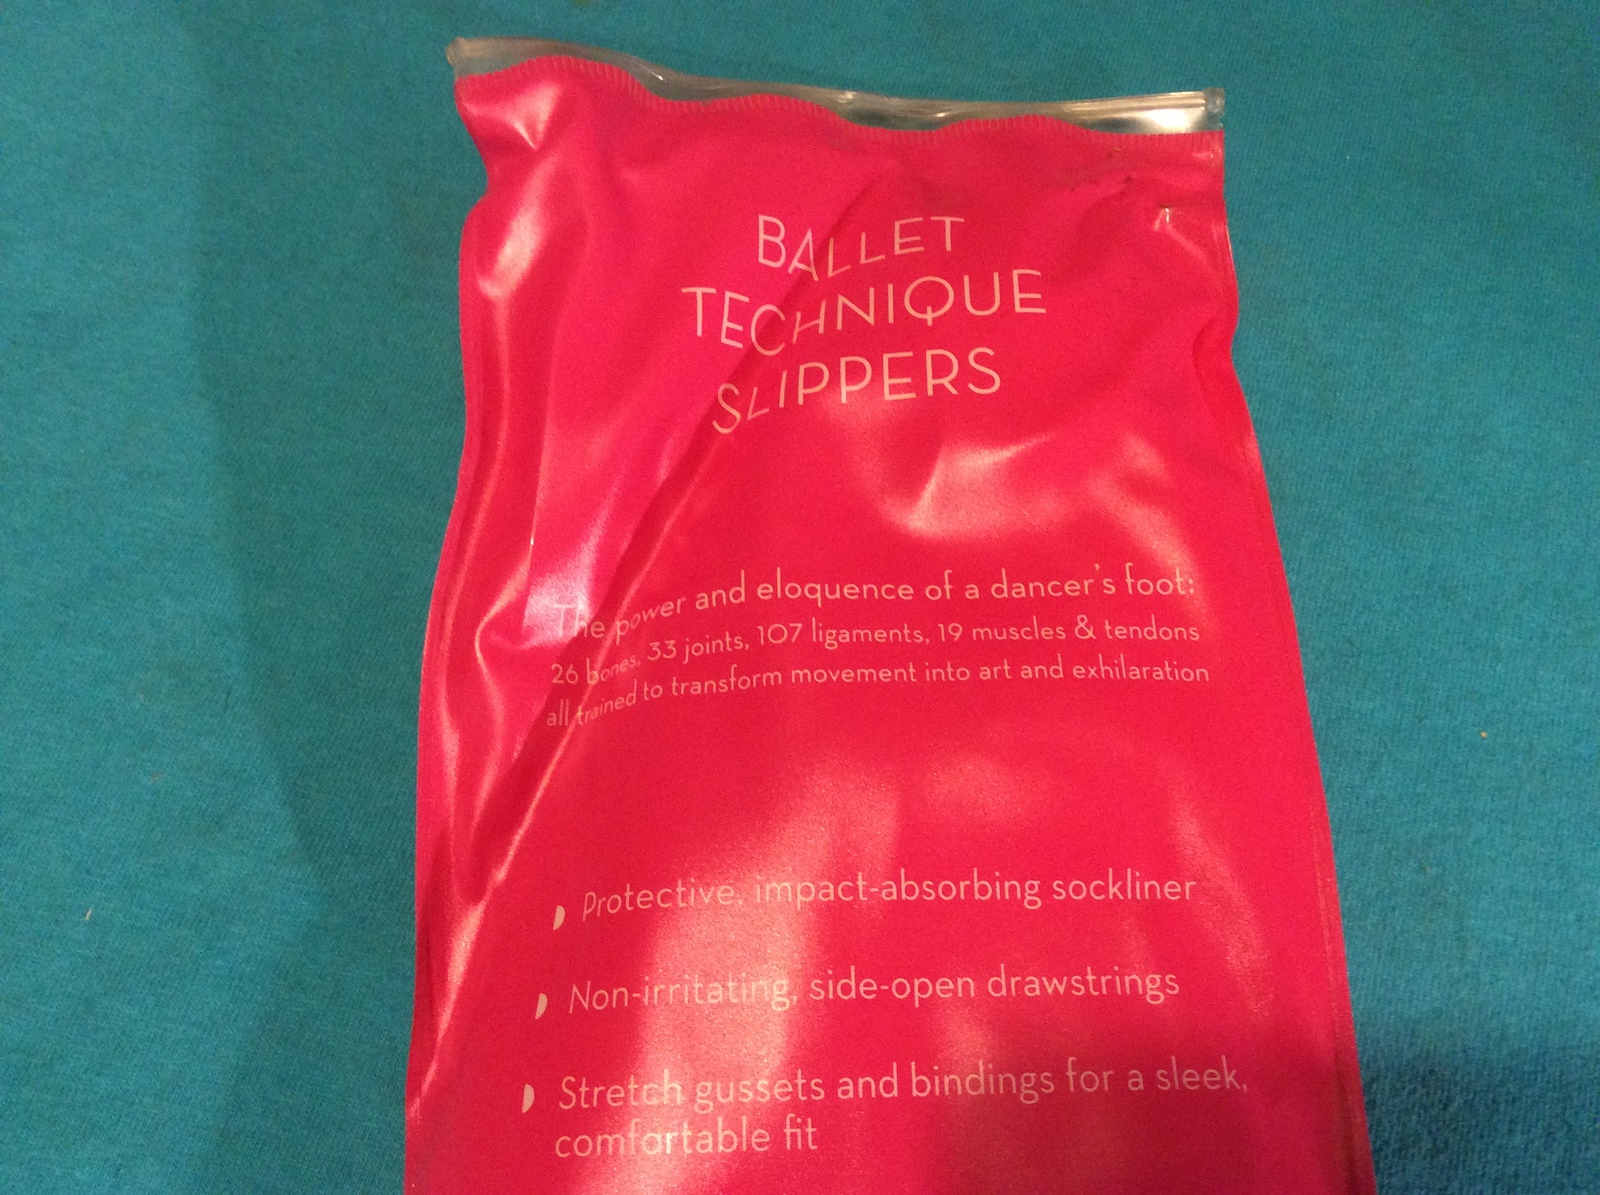 BALLET
TECHNIQUE
SLIPPERS
The power and eloquence of a dancer's foot:
26 bones, 33 joints, 107 ligaments, 19 muscles & tendons
all trained to transform movement into art and exhilaration
Protective, impact-absorbing sockliner
Non-irritating, side-open drawstrings
Stretch gussets and bindings for a sleek,
comfortable fit